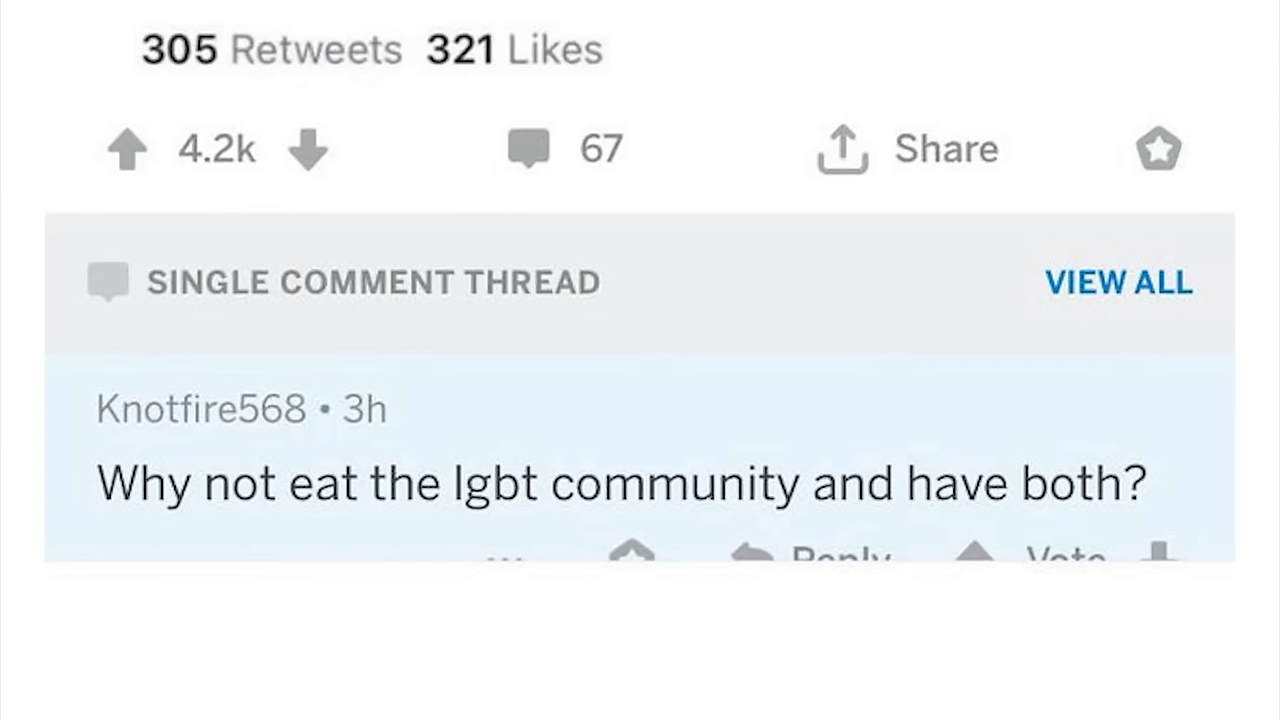 305 Retweets 321 Likes
4.2k 67 Share
SINGLE COMMENT THREAD VIEW ALL
Knotfire568 • 3h
Why not eat the lgbt community and have both?
... Reply Vote